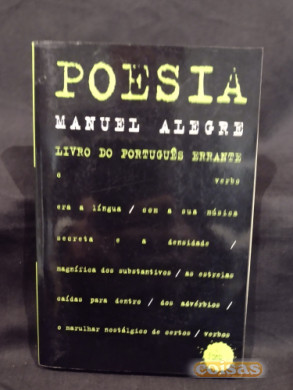 POESIA
MANUEL ALEGRE
LIVRO DO PORTUGUÊS ERRANTE
o verbo
era a língua / com a sua música
secreta e a densidade /
magnífica dos substantivos / as estrelas
caídas para dentro / dos advérbios /
o marulhar nostálgico de certos / verbos
coisas